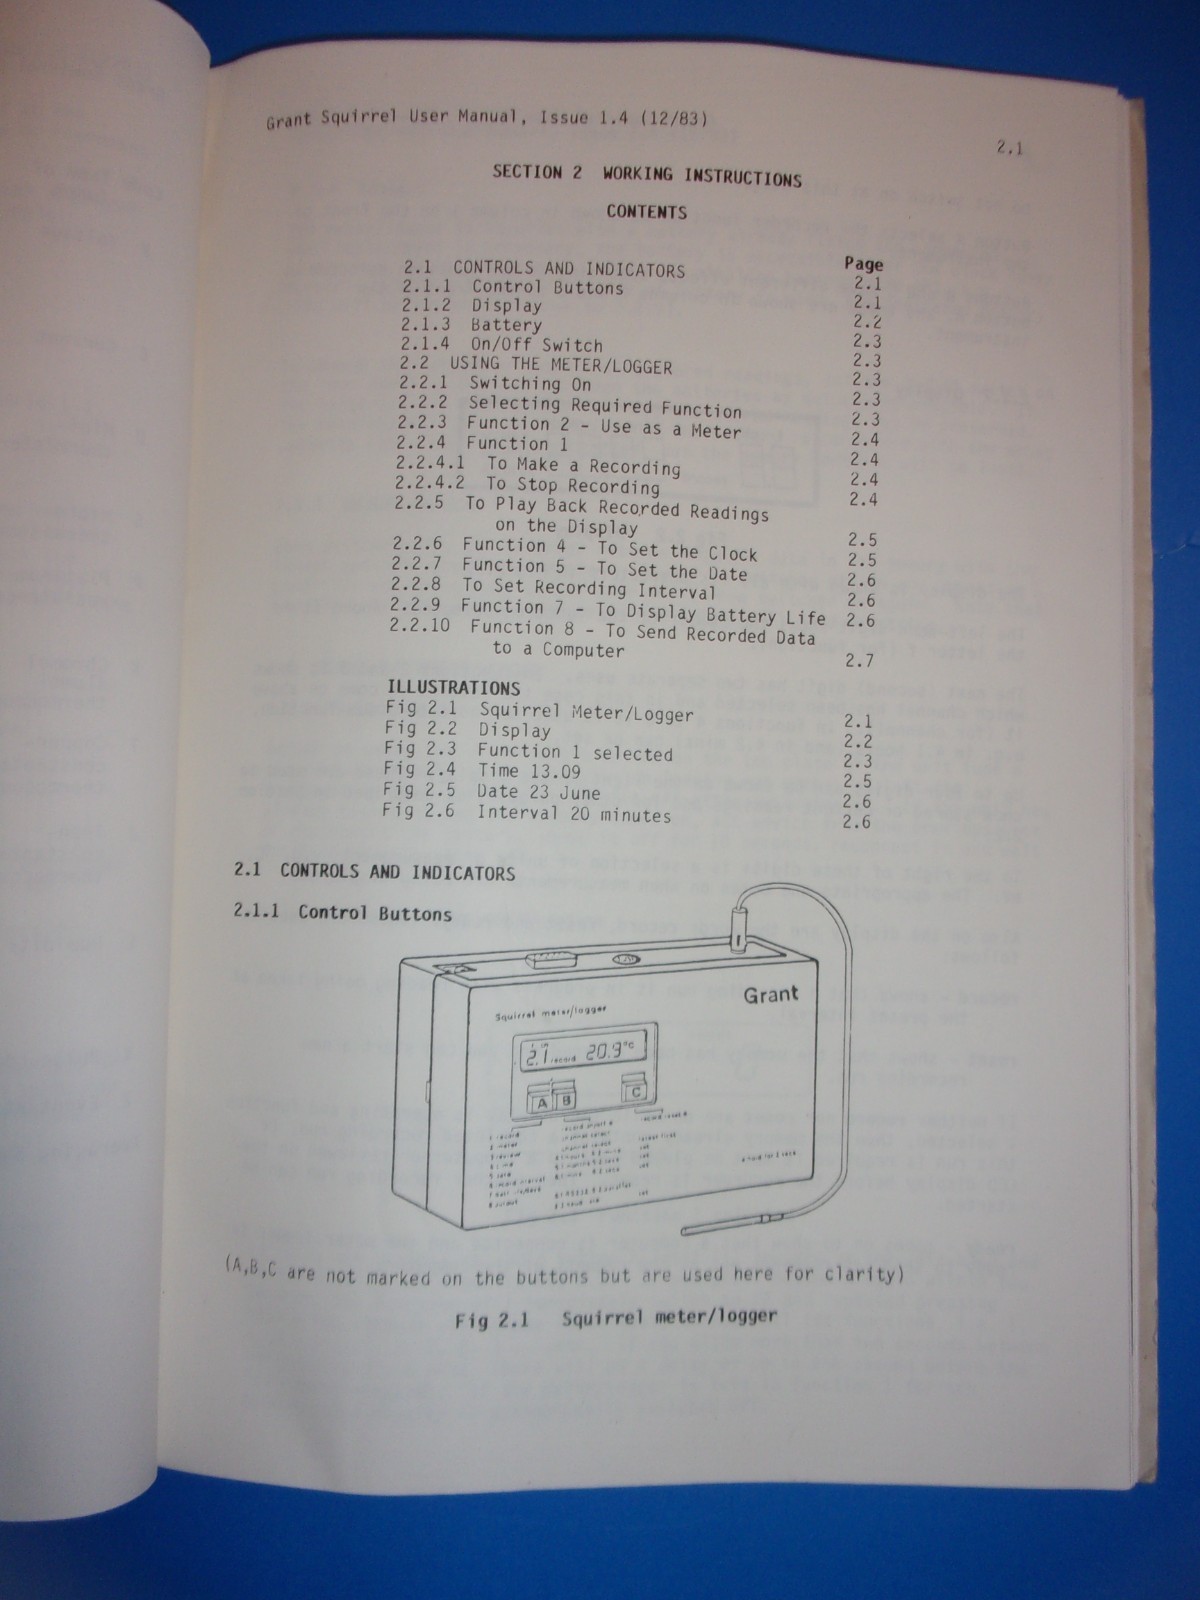 Grant Squirrel User Manual, Issue 1.4 (12/83)
2.1
SECTION 2 WORKING INSTRUCTIONS
CONTENTS
Page
2.1 CONTROLS AND INDICATORS 2.1
2.1.1 Control Buttons 2.1
2.1.2 Display 2.2
2.1.3 Battery 2.3
2.1.4 On/Off Switch 2.3
2.2 USING THE METER/LOGGER 2.3
2.2.1 Switching On 2.3
2.2.2 Selecting Required Function 2.3
2.2.3 Function 2 - Use as a Meter 2.4
2.2.4 Function 1 2.4
2.2.4.1 To Make a Recording 2.4
2.2.4.2 To Stop Recording 2.4
2.2.5 To Play Back Recorded Readings
on the Display 2.5
2.2.6 Function 4 - To Set the Clock 2.5
2.2.7 Function 5 - To Set the Date 2.6
2.2.8 To Set Recording Interval 2.6
2.2.9 Function 7 - To Display Battery Life 2.6
2.2.10 Function 8 - To Send Recorded Data
to a Computer 2.7
ILLUSTRATIONS
Fig 2.1 Squirrel Meter/Logger 2.1
Fig 2.2 Display 2.2
Fig 2.3 Function 1 selected 2.3
Fig 2.4 Time 13.09 2.5
Fig 2.5 Date 23 June 2.6
Fig 2.6 Interval 20 minutes 2.6
2.1 CONTROLS AND INDICATORS
2.1.1 Control Buttons
Grant
Squirrel meter/logger
2.1 record 20.9 °C
A B C
1 record
2 meter channel select
3 review channel select
(A,B,C are not marked on the buttons but are used here for clarity)
Fig 2.1 Squirrel meter/logger